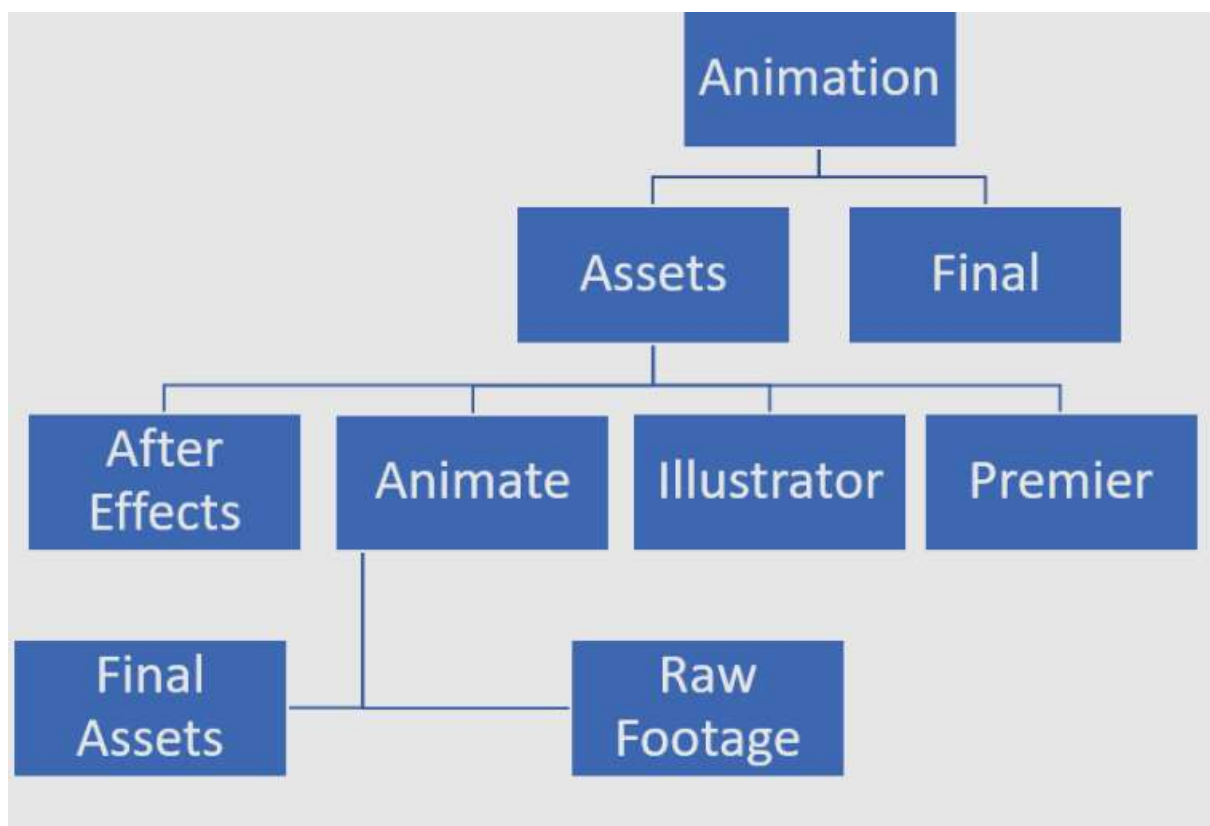 Animation
Assets
Final
After
Effects
Animate
Illustrator
Premier
Final
Assets
Raw
Footage